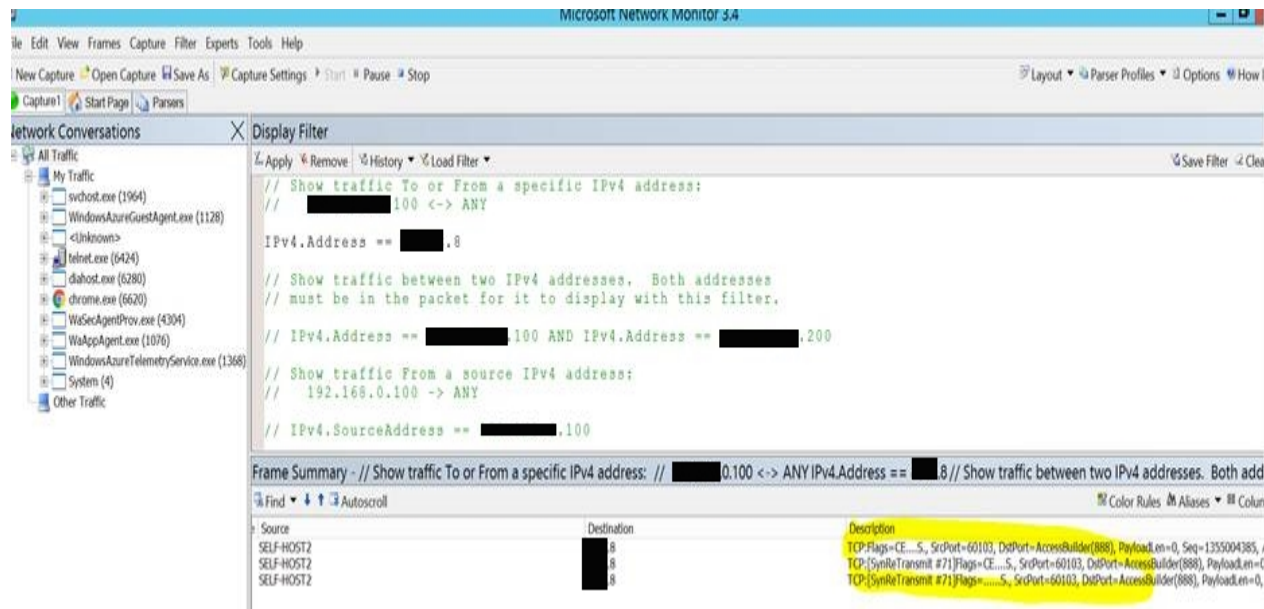 Microsoft Network Monitor 3.4
ile Edit View Frames Capture Filter Experts Tools Help
New Capture Open Capture Save As Capture Settings Start Pause Stop
Layout Parser Profiles Options How
Capture1 Start Page Parsers
Network Conversations
Display Filter
All Traffic
My Traffic
svchost.exe (1964)
WindowsAzureGuestAgent.exe (1128)
<Unknown>
telnet.exe (6424)
diahost.exe (6280)
chrome.exe (6620)
WaSecAgentProv.exe (4304)
WaAppAgent.exe (1076)
WindowsAzureTelemetryService.exe (1368)
System (4)
Other Traffic
Apply Remove History Load Filter
Save Filter Clea
// Show traffic To or From a specific IPv4 address:
// 100 <-> ANY
IPv4.Address == .8
// Show traffic between two IPv4 addresses. Both addresses
// must be in the packet for it to display with this filter.
// IPv4.Address == .100 AND IPv4.Address == .200
// Show traffic From a source IPv4 address:
// 192.168.0.100 -> ANY
// IPv4.SourceAddress == .100
Frame Summary - // Show traffic To or From a specific IPv4 address: // 0.100 <-> ANY IPv4.Address == .8 // Show traffic between two IPv4 addresses. Both add
Find Autoscroll
Color Rules Aliases Colum
Source Destination Description
SELF-HOST2 .8 TCP:Flags=CE....S., SrcPort=60103, DstPort=AccessBuilder(888), PayloadLen=0, Seq=1355004385, A
SELF-HOST2 .8 TCP:[SynReTransmit #71]Flags=CE....S., SrcPort=60103, DstPort=AccessBuilder(888), PayloadLen=0
SELF-HOST2 .8 TCP:[SynReTransmit #71]Flags=......S., SrcPort=60103, DstPort=AccessBuilder(888), PayloadLen=0,